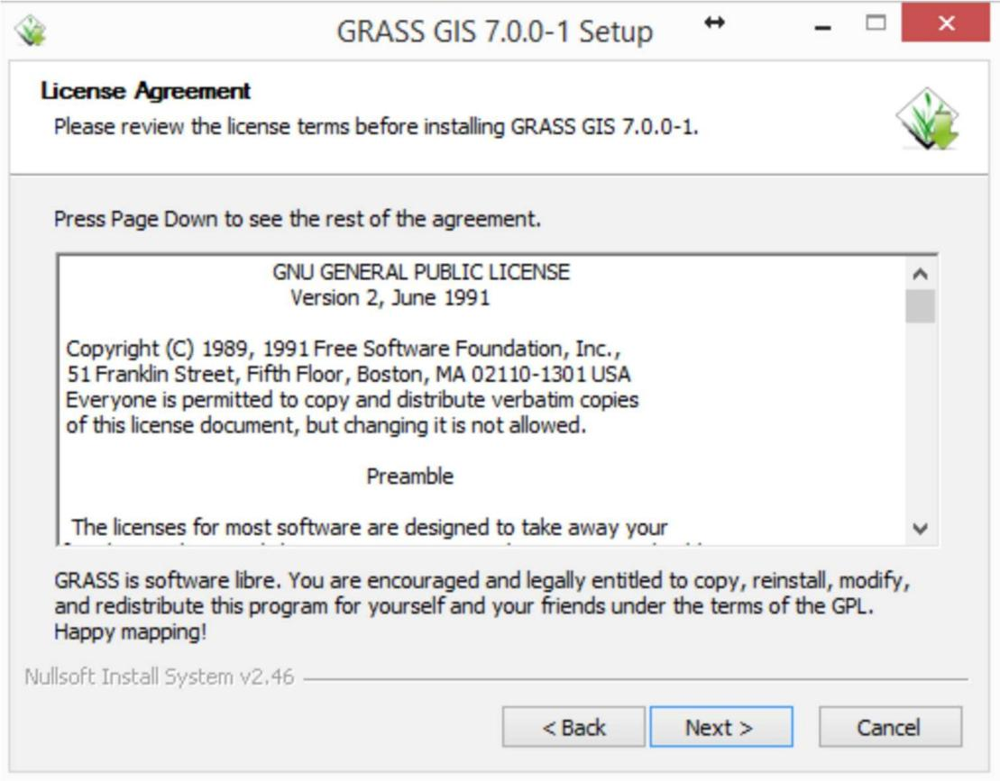 GRASS GIS 7.0.0-1 Setup
License Agreement
Please review the license terms before installing GRASS GIS 7.0.0-1.
Press Page Down to see the rest of the agreement.
GNU GENERAL PUBLIC LICENSE
Version 2, June 1991
Copyright (C) 1989, 1991 Free Software Foundation, Inc.,
51 Franklin Street, Fifth Floor, Boston, MA 02110-1301 USA
Everyone is permitted to copy and distribute verbatim copies
of this license document, but changing it is not allowed.
Preamble
The licenses for most software are designed to take away your
GRASS is software libre. You are encouraged and legally entitled to copy, reinstall, modify,
and redistribute this program for yourself and your friends under the terms of the GPL.
Happy mapping!
Nullsoft Install System v2.46
< Back
Next >
Cancel